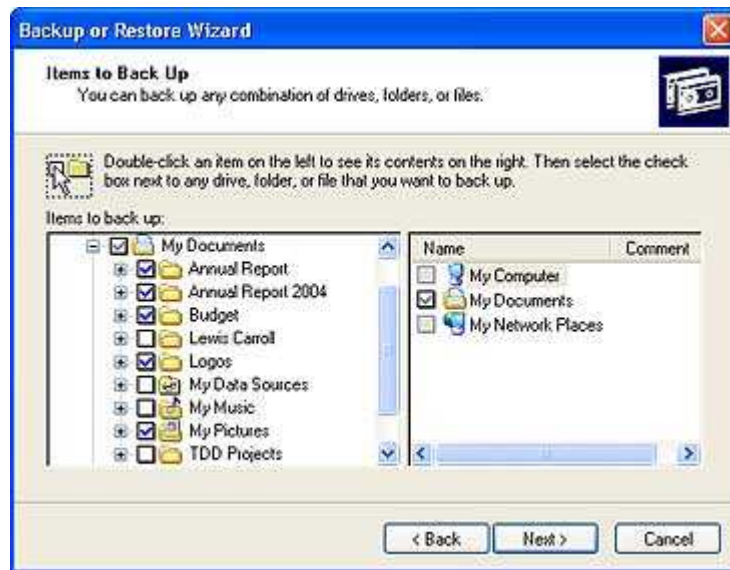 Backup or Restore Wizard
Items to Back Up
You can back up any combination of drives, folders, or files.
Double-click an item on the left to see its contents on the right. Then select the check
box next to any drive, folder, or file that you want to back up.
Items to back up:
My Documents
Annual Report
Annual Report 2004
Budget
Lewis Carroll
Logos
My Data Sources
My Music
My Pictures
TDD Projects
Name Comment
My Computer
My Documents
My Network Places
< Back Next > Cancel